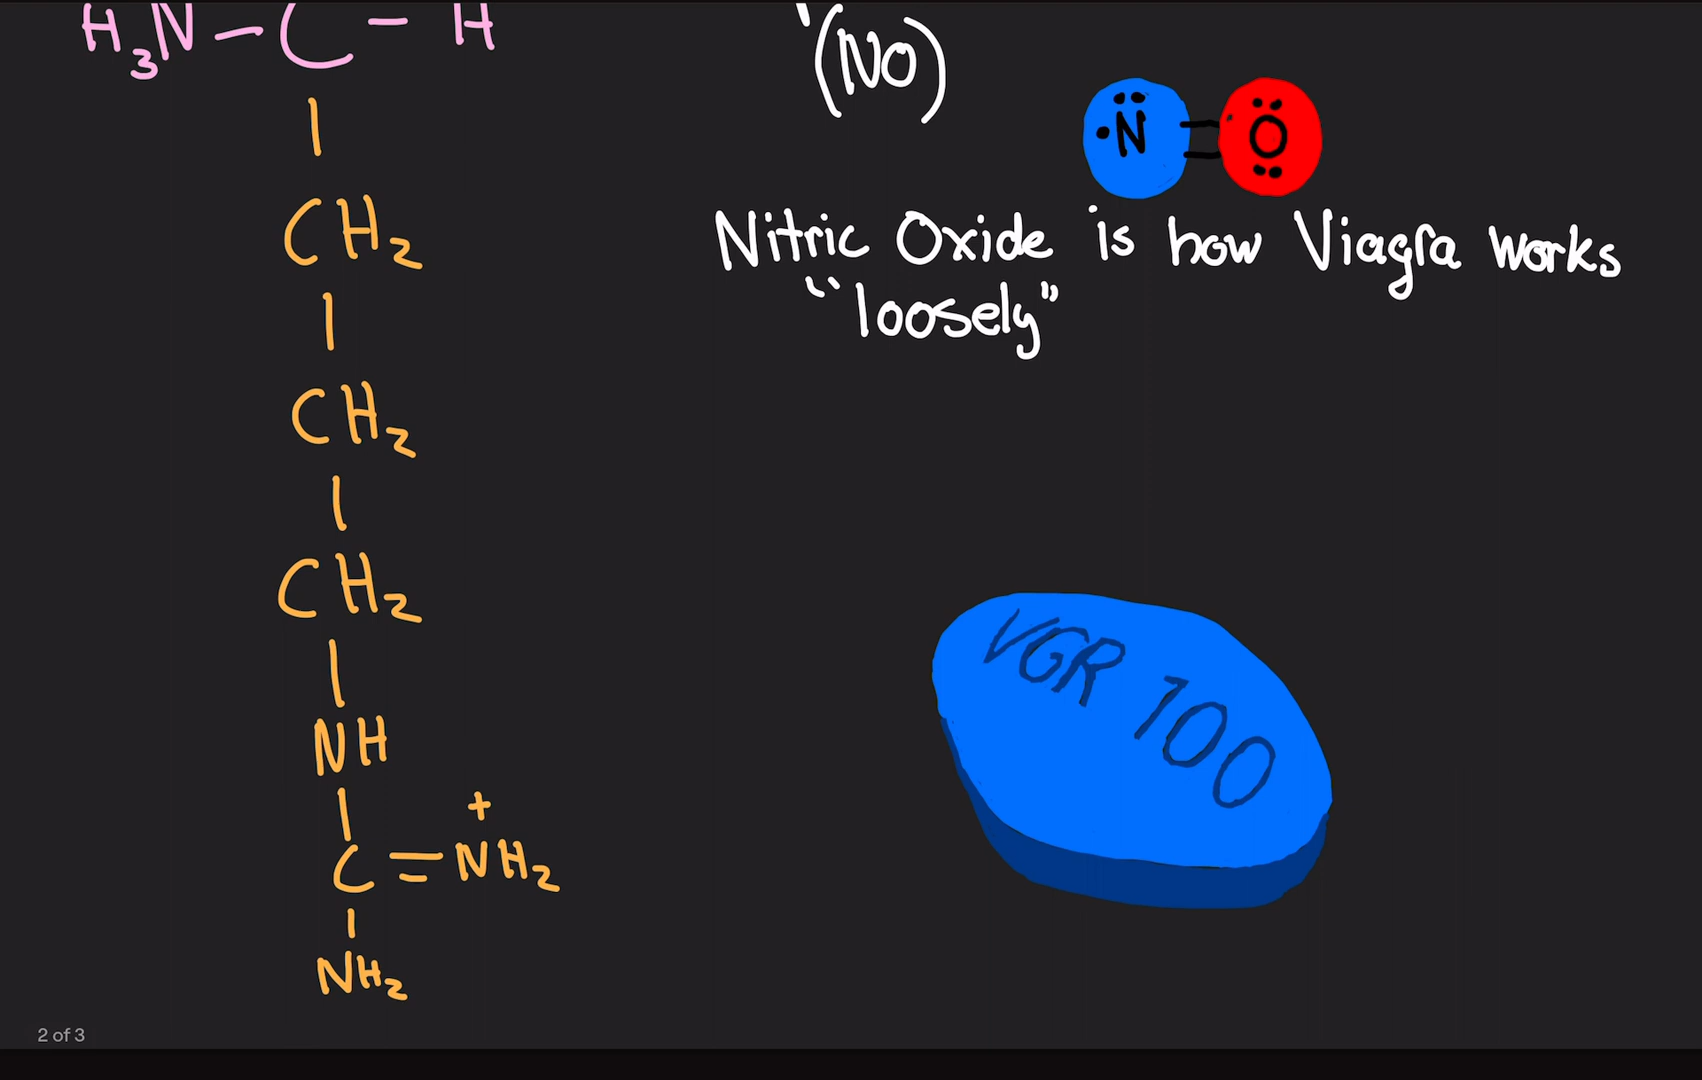 H₃N – C – H
|
CH₂
|
CH₂
|
CH₂
|
NH
|
+
C = NH₂
|
NH₂
(NO)
N = O
Nitric Oxide is how Viagra works
"loosely"
VGR 100
2 of 3